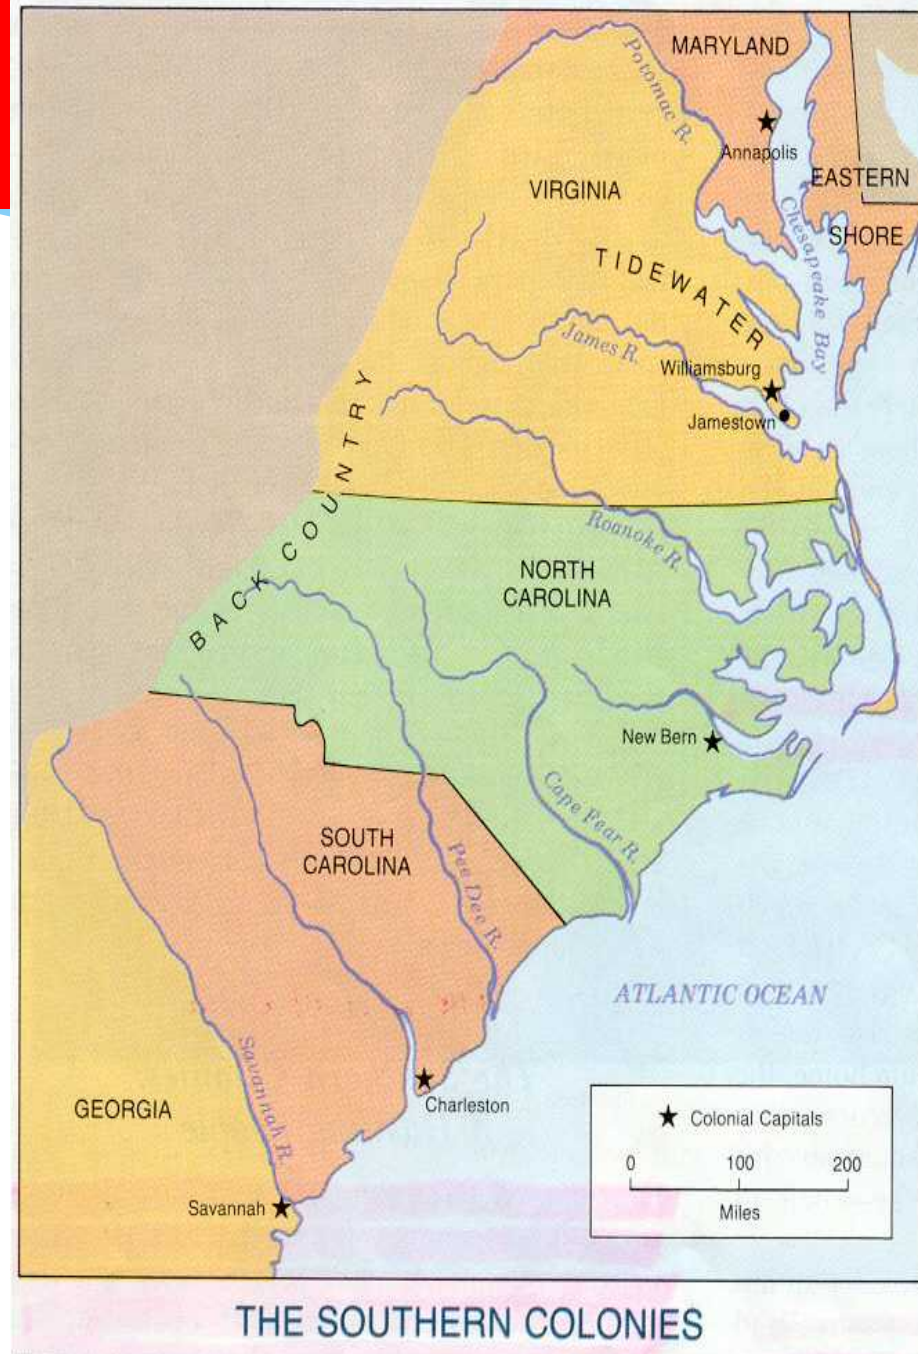 MARYLAND
Potomac R.
Annapolis
EASTERN
SHORE
VIRGINIA
Chesapeake Bay
TIDEWATER
James R.
Williamsburg
Jamestown
BACK COUNTRY
Roanoke R.
NORTH
CAROLINA
New Bern
Cape Fear R.
SOUTH
CAROLINA
Pee Dee R.
ATLANTIC OCEAN
Savannah R.
GEORGIA
Charleston
Savannah
★ Colonial Capitals
0 100 200
Miles
THE SOUTHERN COLONIES